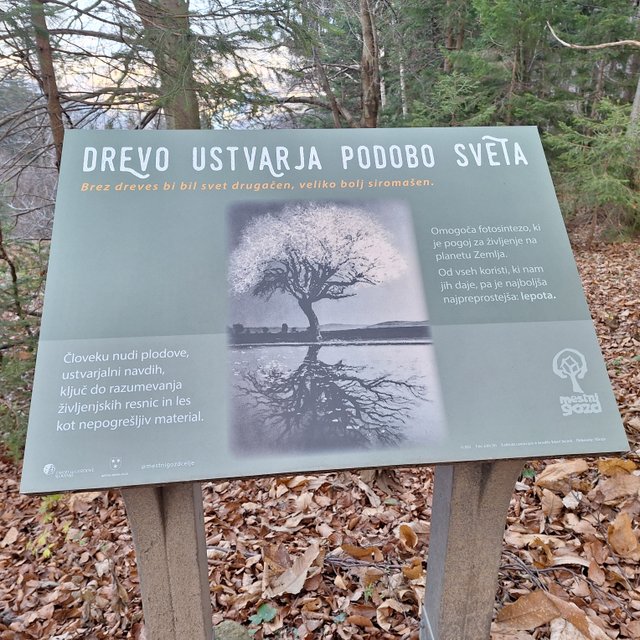 DREVO USTVARJA PODOBO SVETA
Brez dreves bi bil svet drugačen, veliko bolj siromašen.
Omogoča fotosintezo, ki
je pogoj za življenje na
planetu Zemlja.
Od vseh koristi, ki nam
jih daje, pa je najboljša
najpreprostejša: lepota.
Človeku nudi plodove,
ustvarjalni navdih,
ključ do razumevanja
življenjskih resnic in les
kot nepogrešljiv material.
mestni
gozd
@mestnigozdcelje